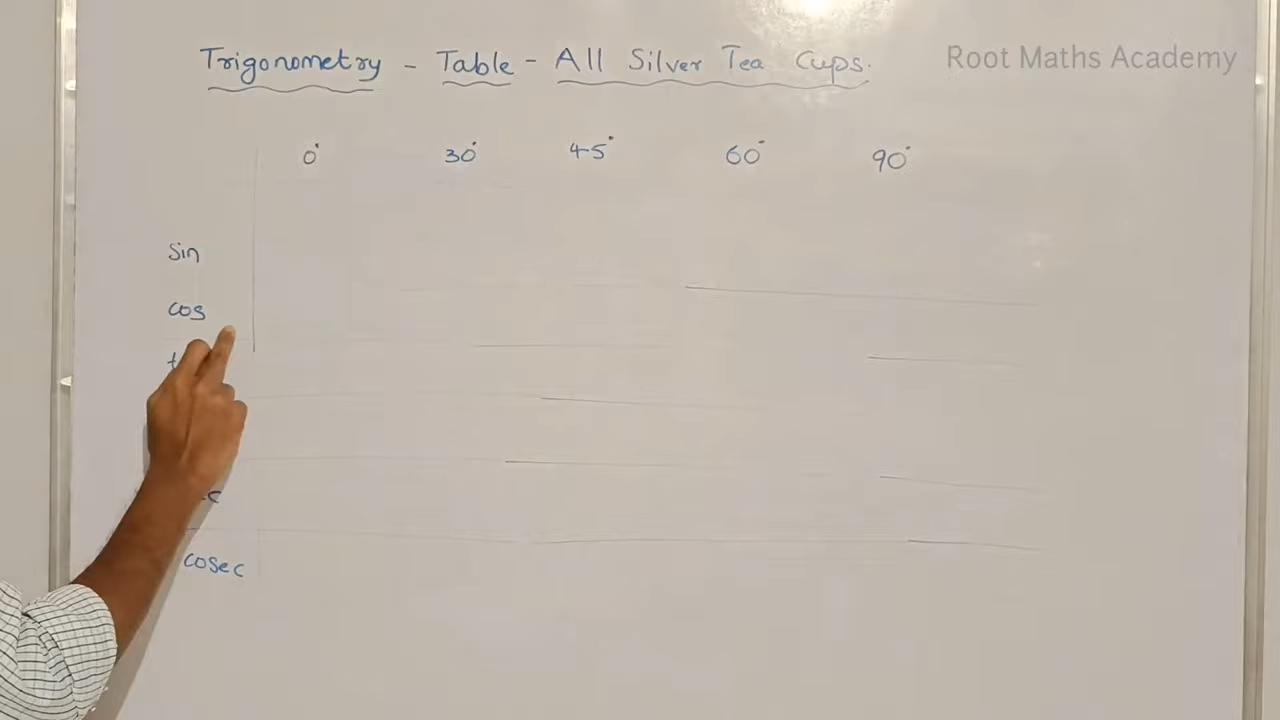 Trigonometry - Table - All Silver Tea Cups.
Root Maths Academy
0° 30° 45° 60° 90°
Sin
cos
cosec